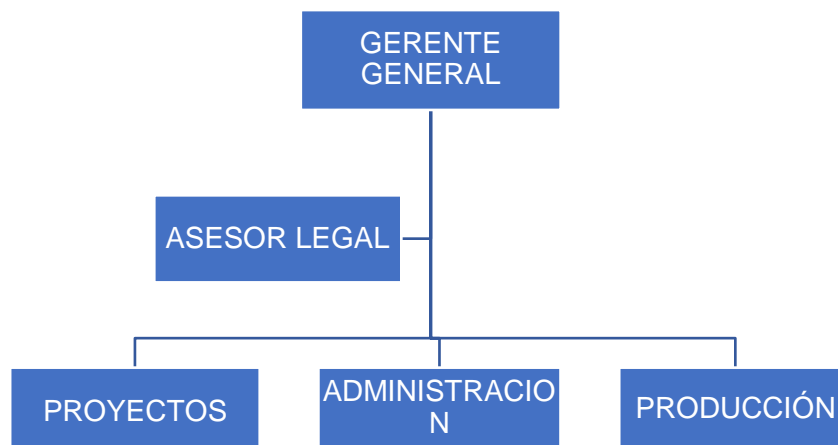 GERENTE
GENERAL
ASESOR LEGAL
PROYECTOS
ADMINISTRACIO
N
PRODUCCIÓN